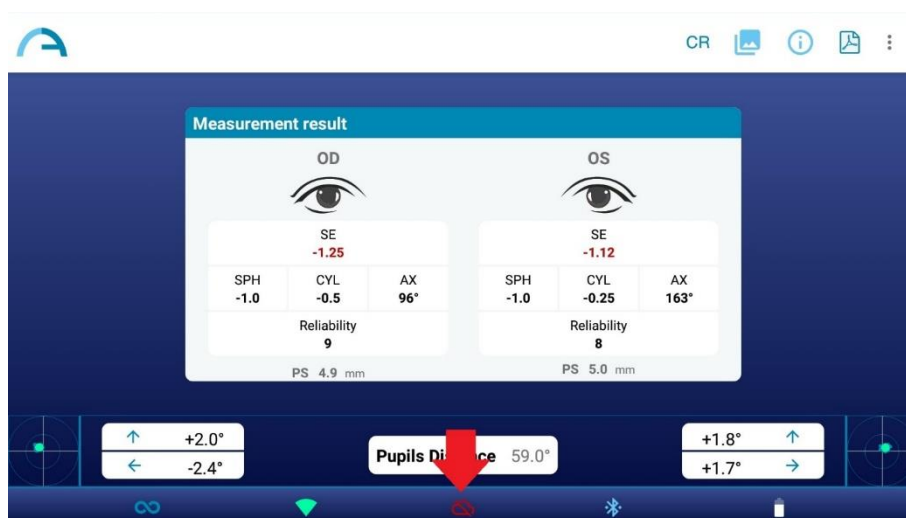 CR
Measurement result
OD
OS
SE
-1.25
SE
-1.12
SPH CYL AX
-1.0 -0.5 96°
SPH CYL AX
-1.0 -0.25 163°
Reliability
9
Reliability
8
PS 4.9 mm
PS 5.0 mm
+2.0°
-2.4°
Pupils 59.0°
+1.8°
+1.7°